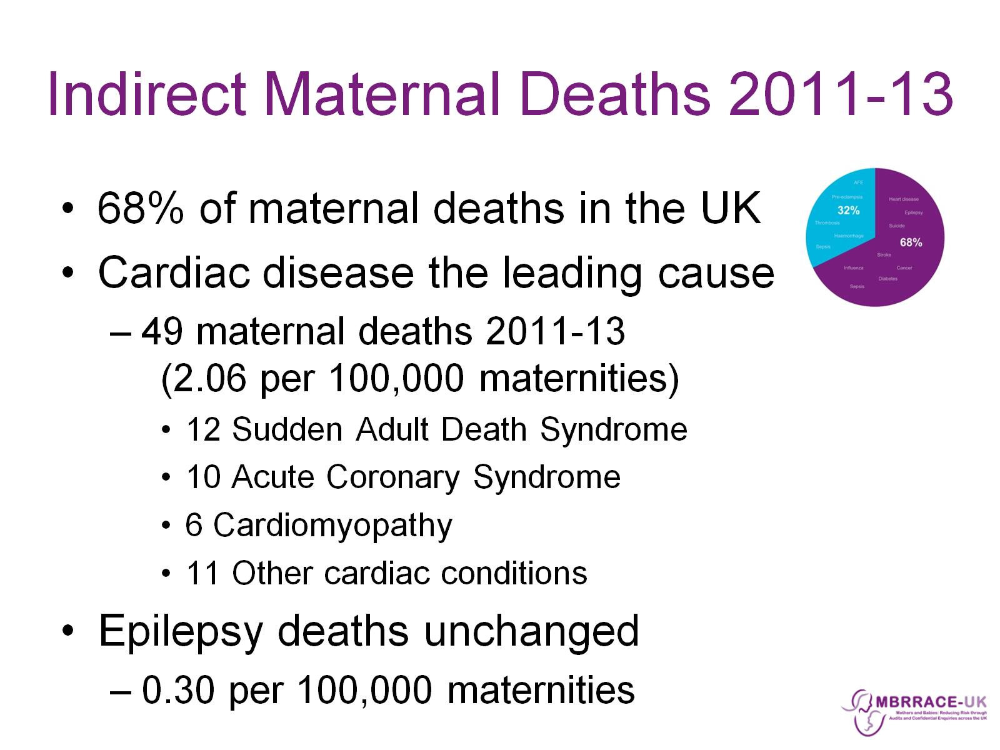 Indirect Maternal Deaths 2011-13
• 68% of maternal deaths in the UK
• Cardiac disease the leading cause
– 49 maternal deaths 2011-13
(2.06 per 100,000 maternities)
• 12 Sudden Adult Death Syndrome
• 10 Acute Coronary Syndrome
• 6 Cardiomyopathy
• 11 Other cardiac conditions
• Epilepsy deaths unchanged
– 0.30 per 100,000 maternities
AFE
Pre-eclampsia
32%
Thrombosis
Haemorrhage
Sepsis
Heart disease
Epilepsy
Suicide
68%
Stroke
Influenza
Cancer
Diabetes
Sepsis
MBRRACE-UK
Mothers and Babies: Reducing Risk through
Audits and Confidential Enquiries across the UK